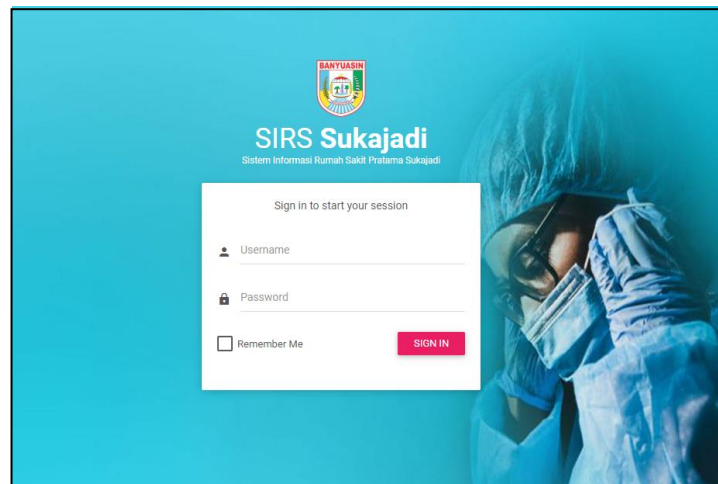 BANYUASIN
SIRS Sukajadi
Sistem Informasi Rumah Sakit Pratama Sukajadi
Sign in to start your session
Username
Password
Remember Me
SIGN IN